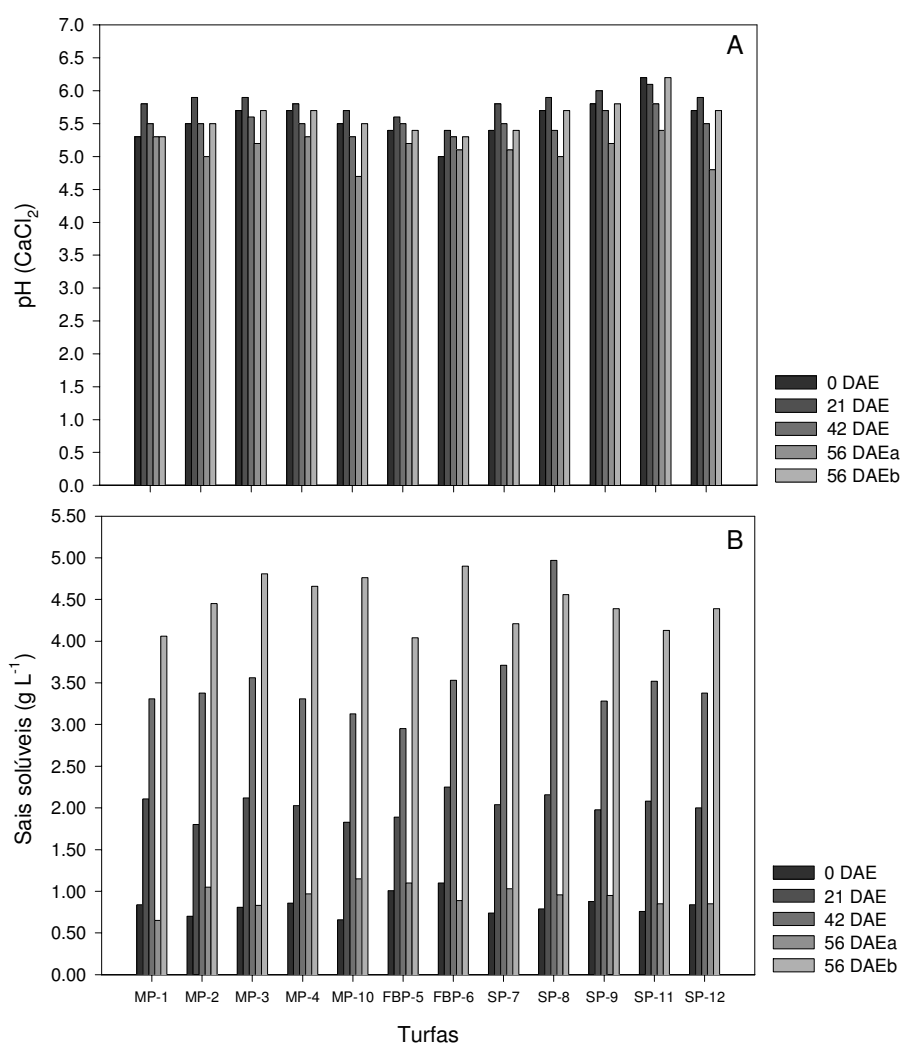 A
7.0
6.5
6.0
5.5
5.0
4.5
4.0
3.5
3.0
2.5
2.0
1.5
1.0
0.5
0.0
pH (CaCl₂)
0 DAE
21 DAE
42 DAE
56 DAEa
56 DAEb
B
5.50
5.00
4.50
4.00
3.50
3.00
2.50
2.00
1.50
1.00
0.50
0.00
Sais solúveis (g L⁻¹)
0 DAE
21 DAE
42 DAE
56 DAEa
56 DAEb
MP-1 MP-2 MP-3 MP-4 MP-10 FBP-5 FBP-6 SP-7 SP-8 SP-9 SP-11 SP-12
Turfas